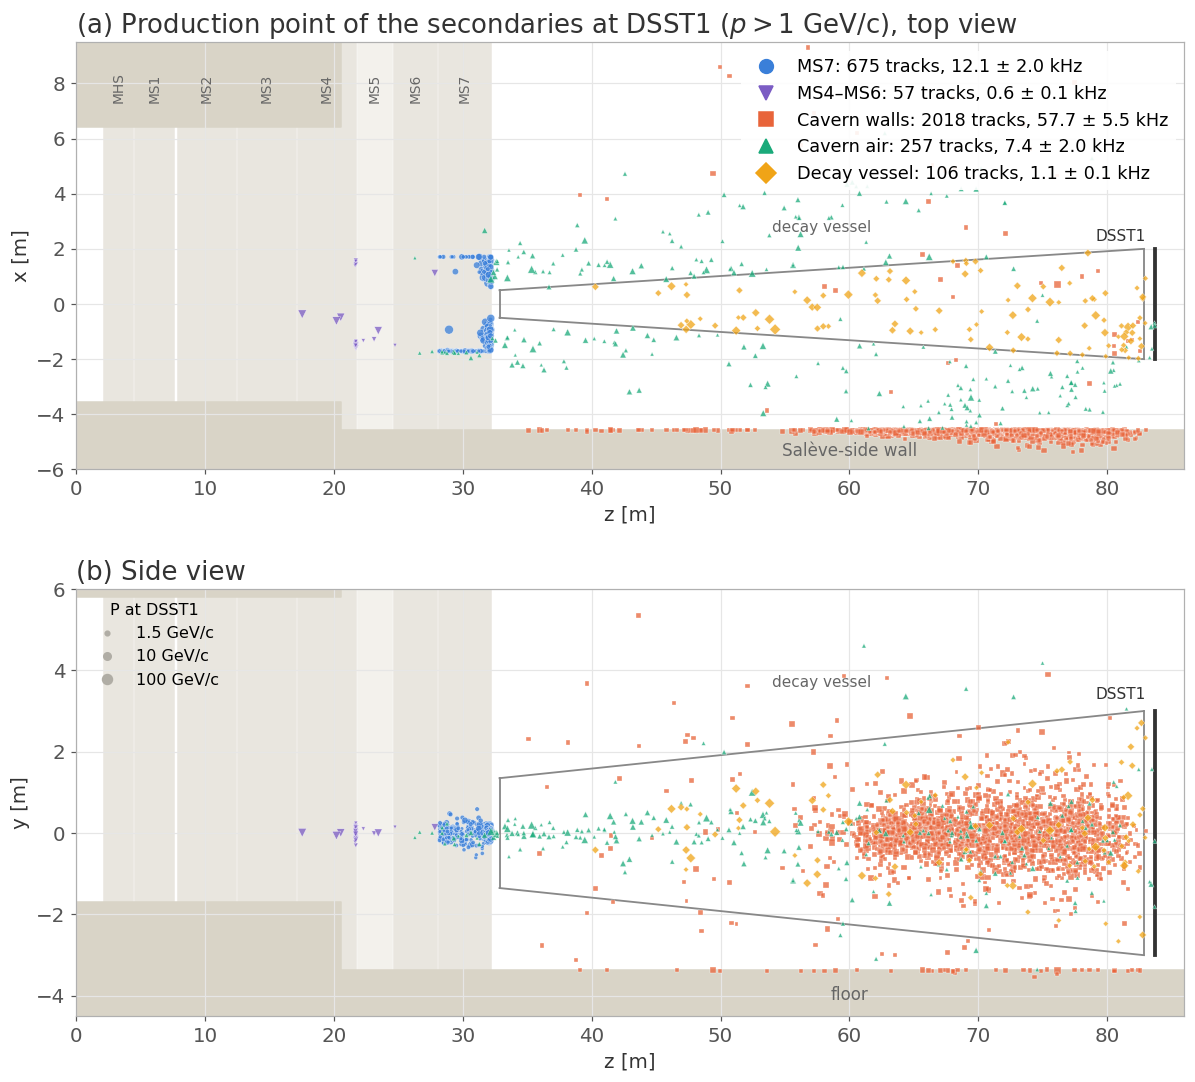 (a) Production point of the secondaries at DSST1 (p > 1 GeV/c), top view
MHS
MS1
MS2
MS3
MS4
MS5
MS6
MS7
MS7: 675 tracks, 12.1 ± 2.0 kHz
MS4–MS6: 57 tracks, 0.6 ± 0.1 kHz
Cavern walls: 2018 tracks, 57.7 ± 5.5 kHz
Cavern air: 257 tracks, 7.4 ± 2.0 kHz
Decay vessel: 106 tracks, 1.1 ± 0.1 kHz
decay vessel
DSST1
Salève-side wall
x [m]
8
6
4
2
0
−2
−4
−6
0 10 20 30 40 50 60 70 80
z [m]
(b) Side view
P at DSST1
1.5 GeV/c
10 GeV/c
100 GeV/c
decay vessel
DSST1
floor
y [m]
6
4
2
0
−2
−4
0 10 20 30 40 50 60 70 80
z [m]